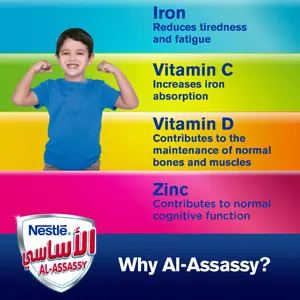 Iron
Reduces tiredness
and fatigue
Vitamin C
Increases iron
absorption
Vitamin D
Contributes to the
maintenance of normal
bones and muscles
Zinc
Contributes to normal
cognitive function
Nestlé®
الأساسي
AL-ASSASSY
Why Al-Assassy?